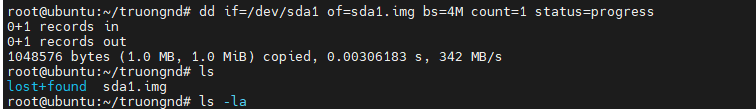 root@ubuntu:~/truongnd# dd if=/dev/sda1 of=sda1.img bs=4M count=1 status=progress
0+1 records in
0+1 records out
1048576 bytes (1.0 MB, 1.0 MiB) copied, 0.00306183 s, 342 MB/s
root@ubuntu:~/truongnd# ls
lost+found  sda1.img
root@ubuntu:~/truongnd# ls -la